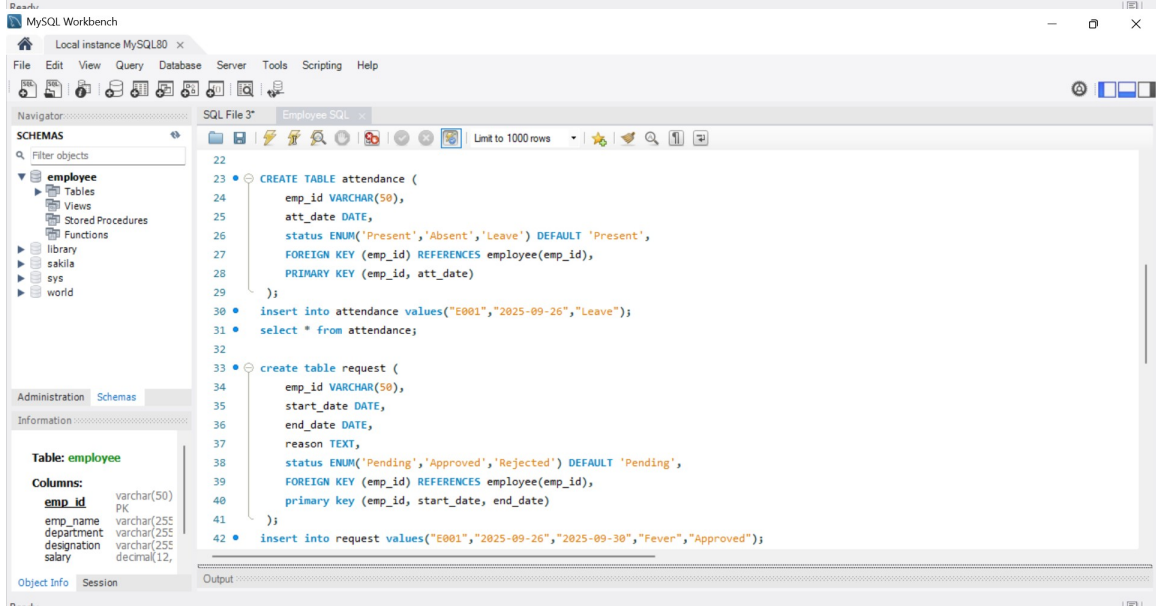 Ready
MySQL Workbench
Local instance MySQL80
File Edit View Query Database Server Tools Scripting Help
Navigator
SCHEMAS
Filter objects
employee
Tables
Views
Stored Procedures
Functions
library
sakila
sys
world
Administration Schemas
Information
Table: employee
Columns:
emp_id varchar(50) PK
emp_name varchar(255
department varchar(255
designation varchar(255
salary decimal(12,
Object Info Session
SQL File 3* Employee SQL
Limit to 1000 rows
22
23 CREATE TABLE attendance (
24 emp_id VARCHAR(50),
25 att_date DATE,
26 status ENUM('Present','Absent','Leave') DEFAULT 'Present',
27 FOREIGN KEY (emp_id) REFERENCES employee(emp_id),
28 PRIMARY KEY (emp_id, att_date)
29 );
30 insert into attendance values("E001","2025-09-26","Leave");
31 select * from attendance;
32
33 create table request (
34 emp_id VARCHAR(50),
35 start_date DATE,
36 end_date DATE,
37 reason TEXT,
38 status ENUM('Pending','Approved','Rejected') DEFAULT 'Pending',
39 FOREIGN KEY (emp_id) REFERENCES employee(emp_id),
40 primary key (emp_id, start_date, end_date)
41 );
42 insert into request values("E001","2025-09-26","2025-09-30","Fever","Approved");
Output
Ready